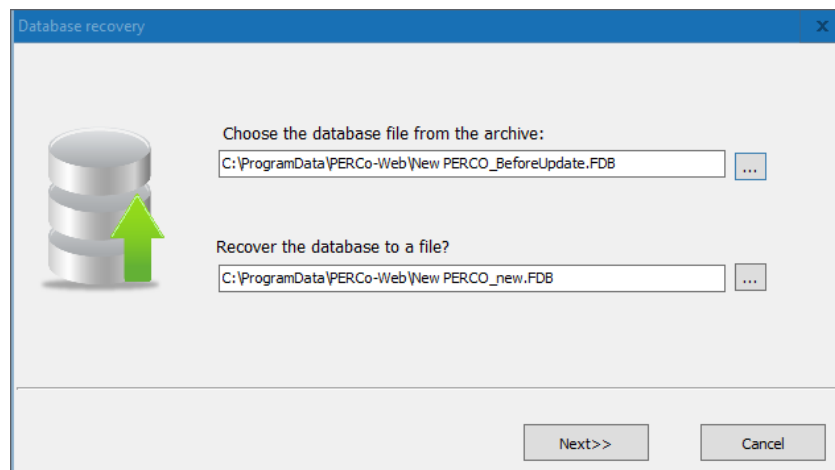 Database recovery
Choose the database file from the archive:
C:\ProgramData\PERCo-Web\New PERCO_BeforeUpdate.FDB
...
Recover the database to a file?
C:\ProgramData\PERCo-Web\New PERCO_new.FDB
...
Next>>
Cancel